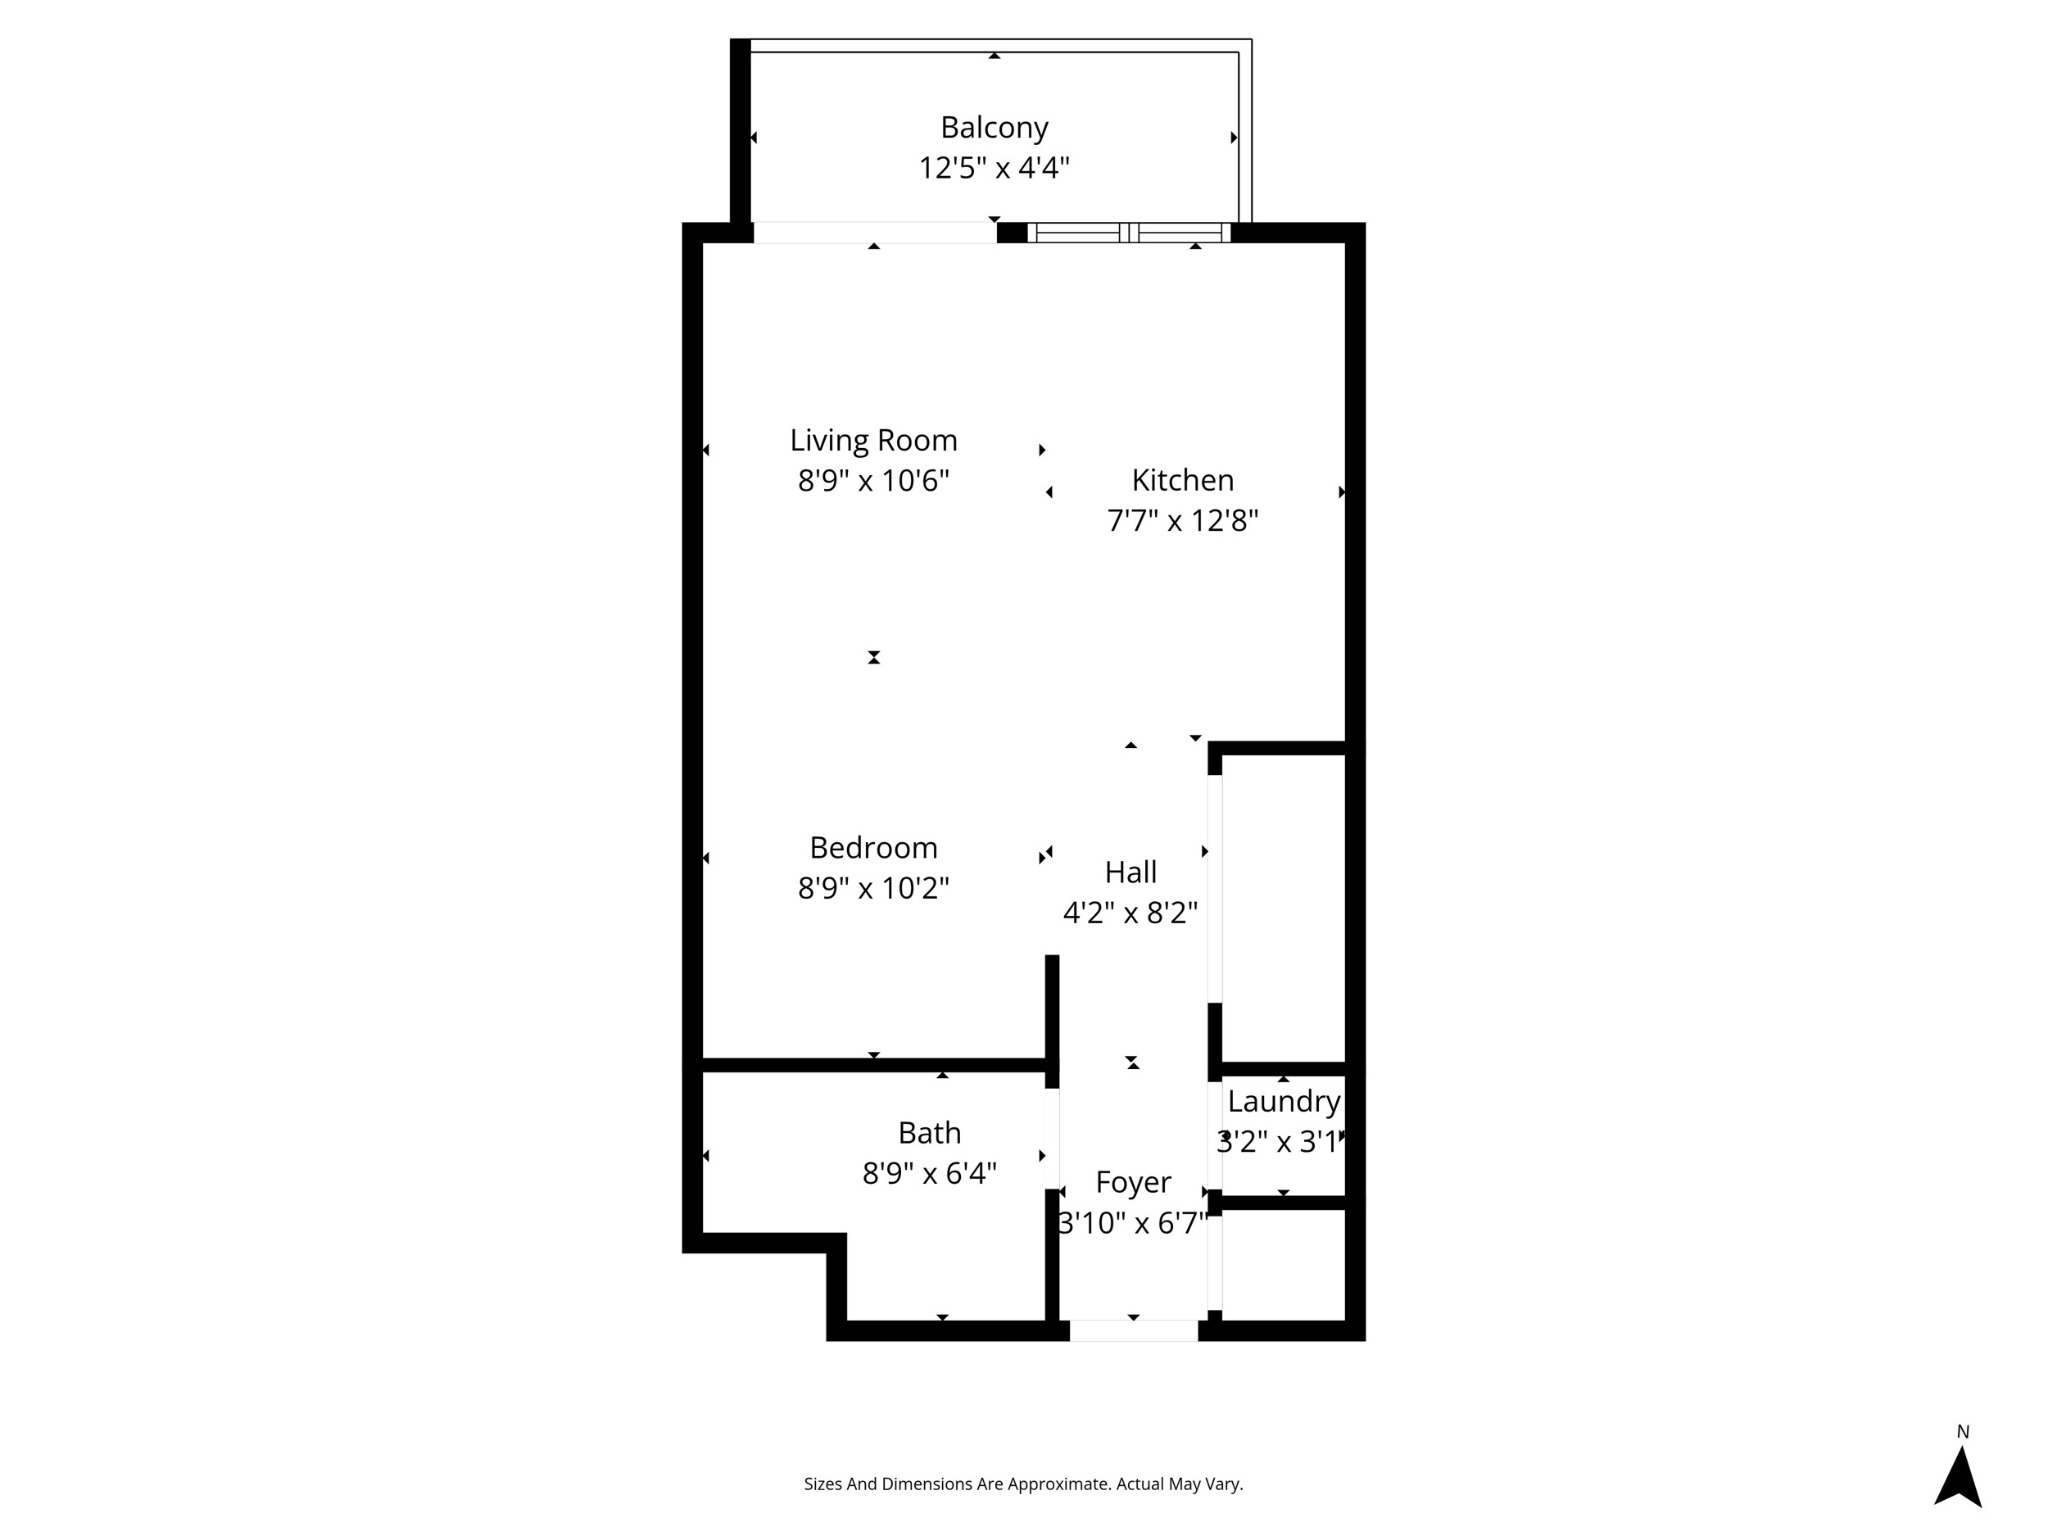 Balcony
12'5" x 4'4"
Living Room
8'9" x 10'6"
Kitchen
7'7" x 12'8"
Bedroom
8'9" x 10'2"
Hall
4'2" x 8'2"
Laundry
3'2" x 3'1"
Bath
8'9" x 6'4"
Foyer
3'10" x 6'7"
N
Sizes And Dimensions Are Approximate. Actual May Vary.